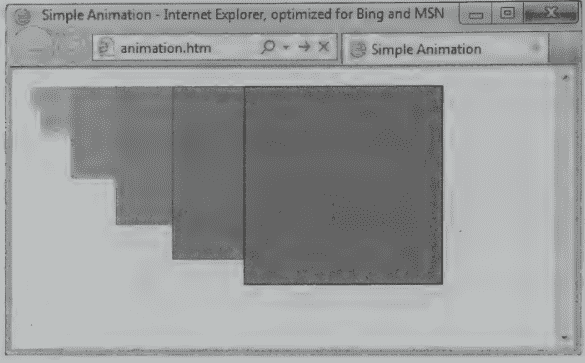 Simple Animation - Internet Explorer, optimized for Bing and MSN
animation.htm
Simple Animation